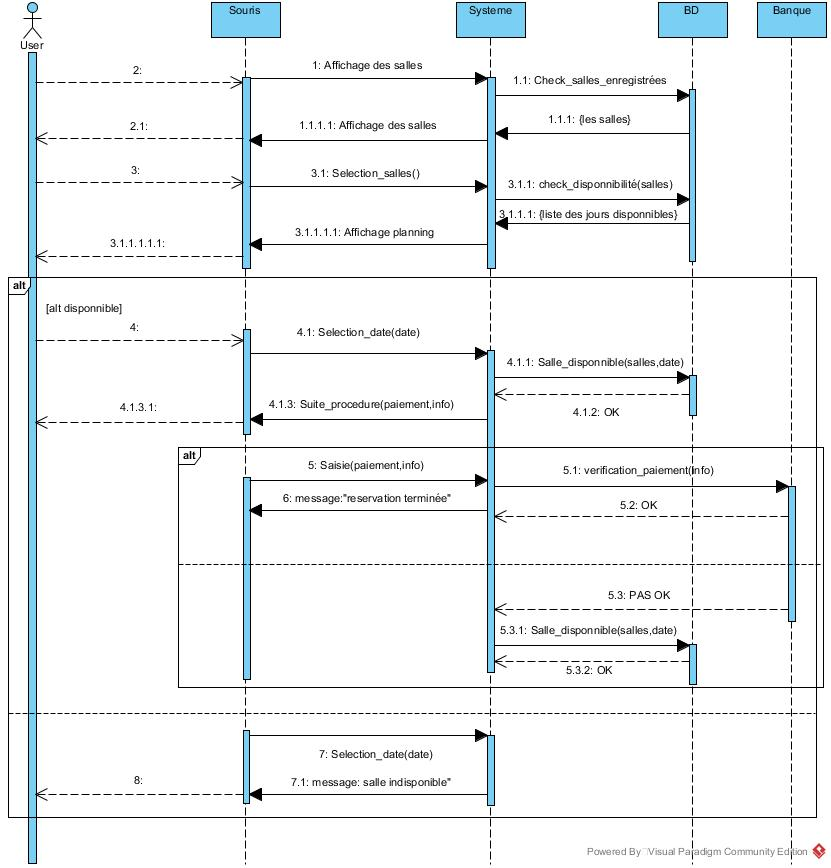 Souris
Systeme
BD
Banque
User
2:
1: Affichage des salles
1.1: Check_salles_enregistrées
2.1:
1.1.1.1: Affichage des salles
1.1.1: {les salles}
3:
3.1: Selection_salles()
3.1.1: check_disponnibilité(salles)
3.1.1.1: {liste des jours disponnibles}
3.1.1.1.1.1:
3.1.1.1.1: Affichage planning
alt
[alt disponnible]
4:
4.1: Selection_date(date)
4.1.1: Salle_disponnible(salles,date)
4.1.3.1:
4.1.3: Suite_procedure(paiement,info)
4.1.2: OK
alt
5: Saisie(paiement,info)
5.1: verification_paiement(info)
6: message:"reservation terminée"
5.2: OK
5.3: PAS OK
5.3.1: Salle_disponnible(salles,date)
5.3.2: OK
7: Selection_date(date)
8:
7.1: message: salle indisponible"
Powered By Visual Paradigm Community Edition